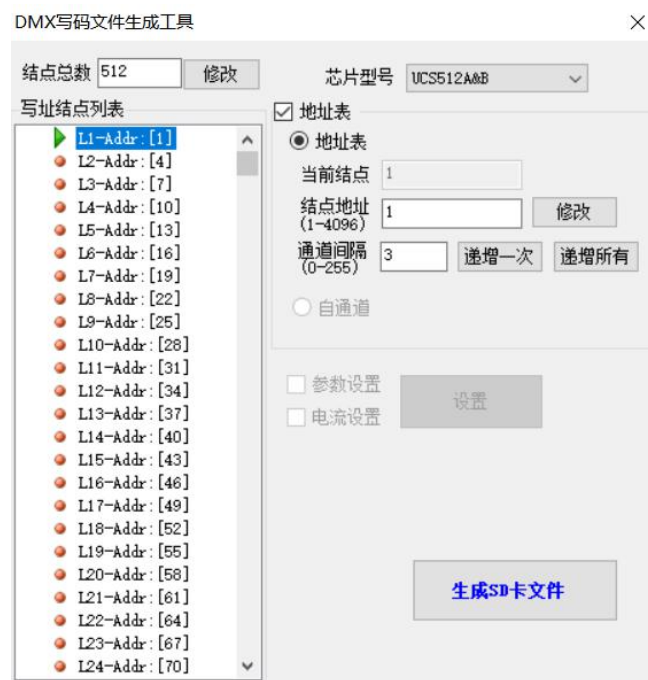 DMX写码文件生成工具
结点总数 512 修改
芯片型号 UCS512A&B
写址结点列表
L1-Addr:[1]
L2-Addr:[4]
L3-Addr:[7]
L4-Addr:[10]
L5-Addr:[13]
L6-Addr:[16]
L7-Addr:[19]
L8-Addr:[22]
L9-Addr:[25]
L10-Addr:[28]
L11-Addr:[31]
L12-Addr:[34]
L13-Addr:[37]
L14-Addr:[40]
L15-Addr:[43]
L16-Addr:[46]
L17-Addr:[49]
L18-Addr:[52]
L19-Addr:[55]
L20-Addr:[58]
L21-Addr:[61]
L22-Addr:[64]
L23-Addr:[67]
L24-Addr:[70]
地址表
地址表
当前结点 1
结点地址 1 修改
(1-4096)
通道间隔 3 递增一次 递增所有
(0-255)
自通道
参数设置
电流设置
设置
生成SD卡文件